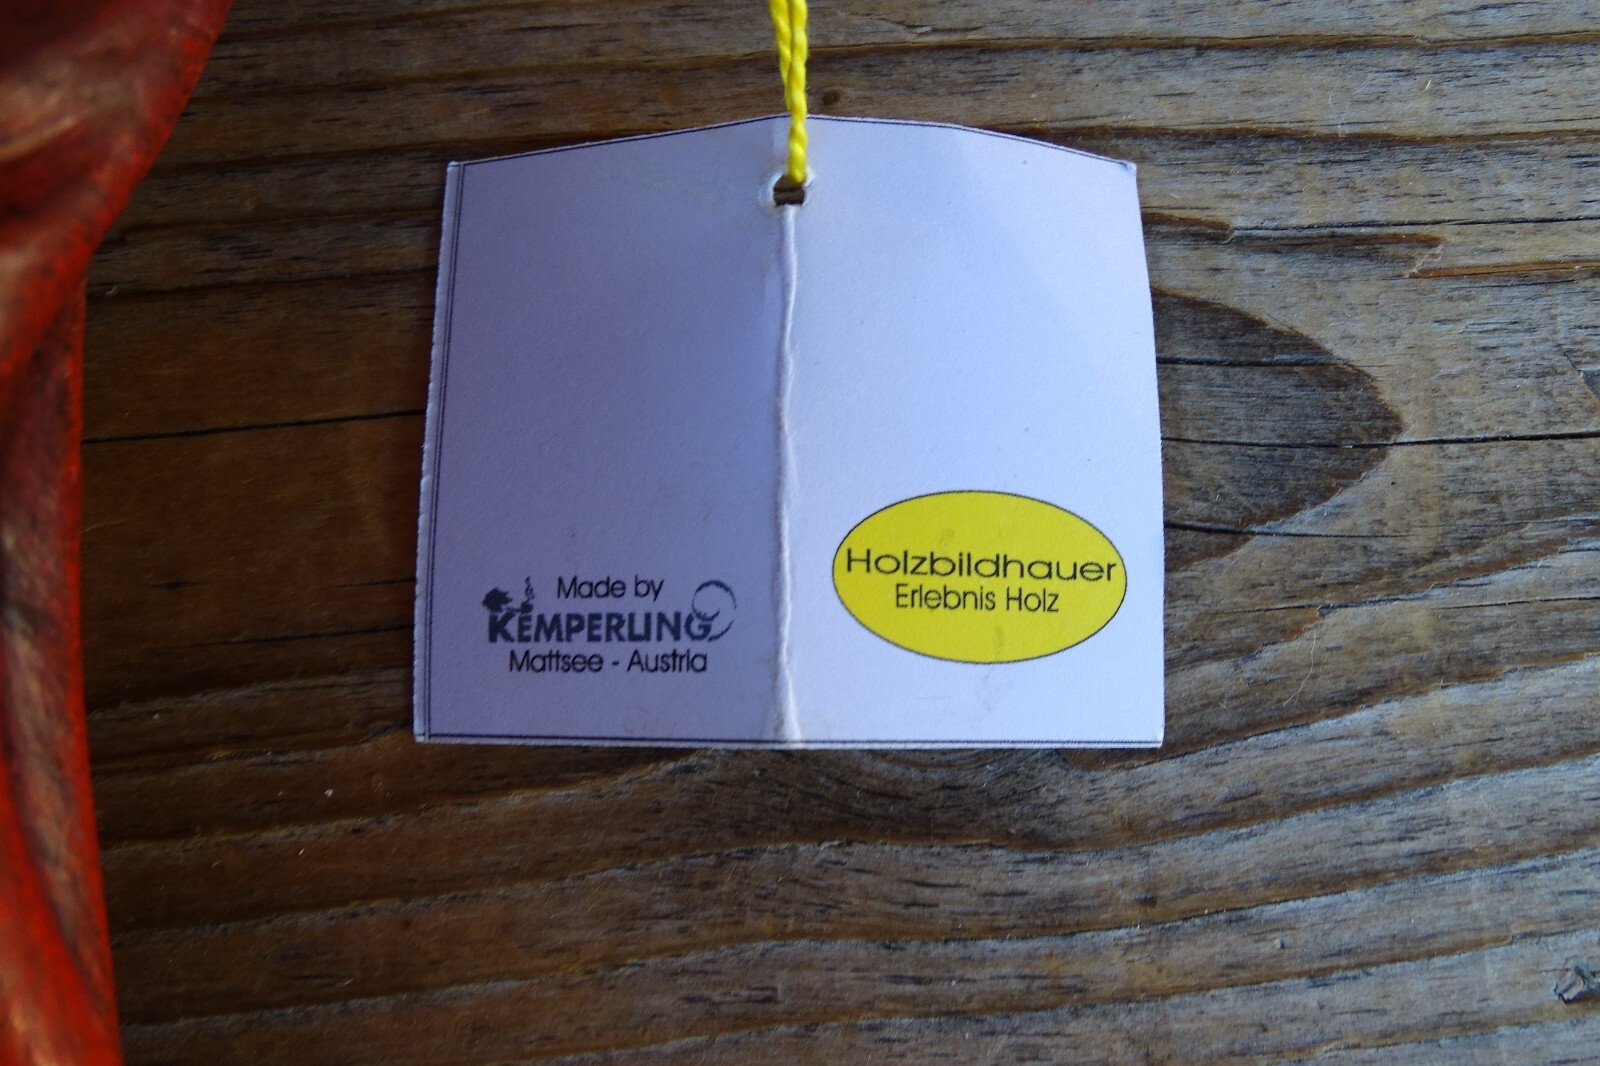 Made by
KEMPERLING
Mattsee - Austria
Holzbildhauer
Erlebnis Holz